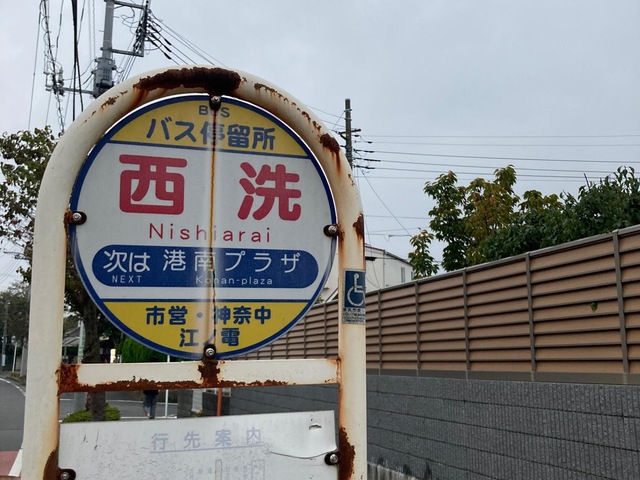 BUS
バス停留所
西洗
Nishiarai
次は 港南プラザ
NEXT Konan-plaza
市営・神奈中
江ノ電
行先案内